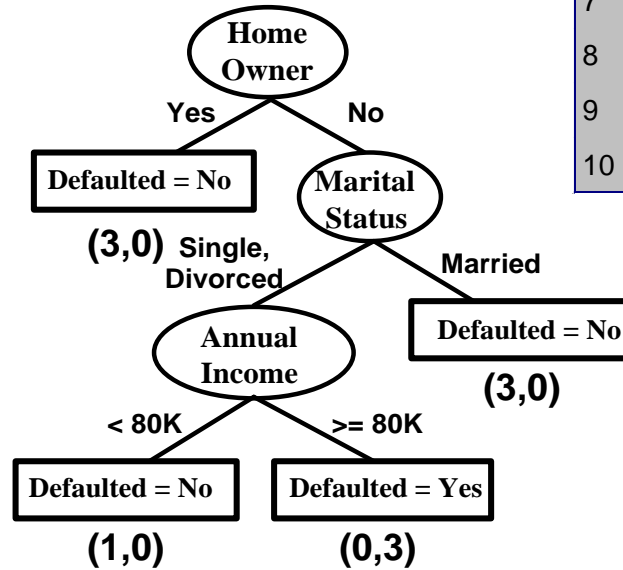 Home
Owner
Yes
No
Defaulted = No
(3,0)
Marital
Status
Single,
Divorced
Married
Annual
Income
Defaulted = No
(3,0)
< 80K
>= 80K
Defaulted = No
Defaulted = Yes
(1,0)
(0,3)
7
8
9
10